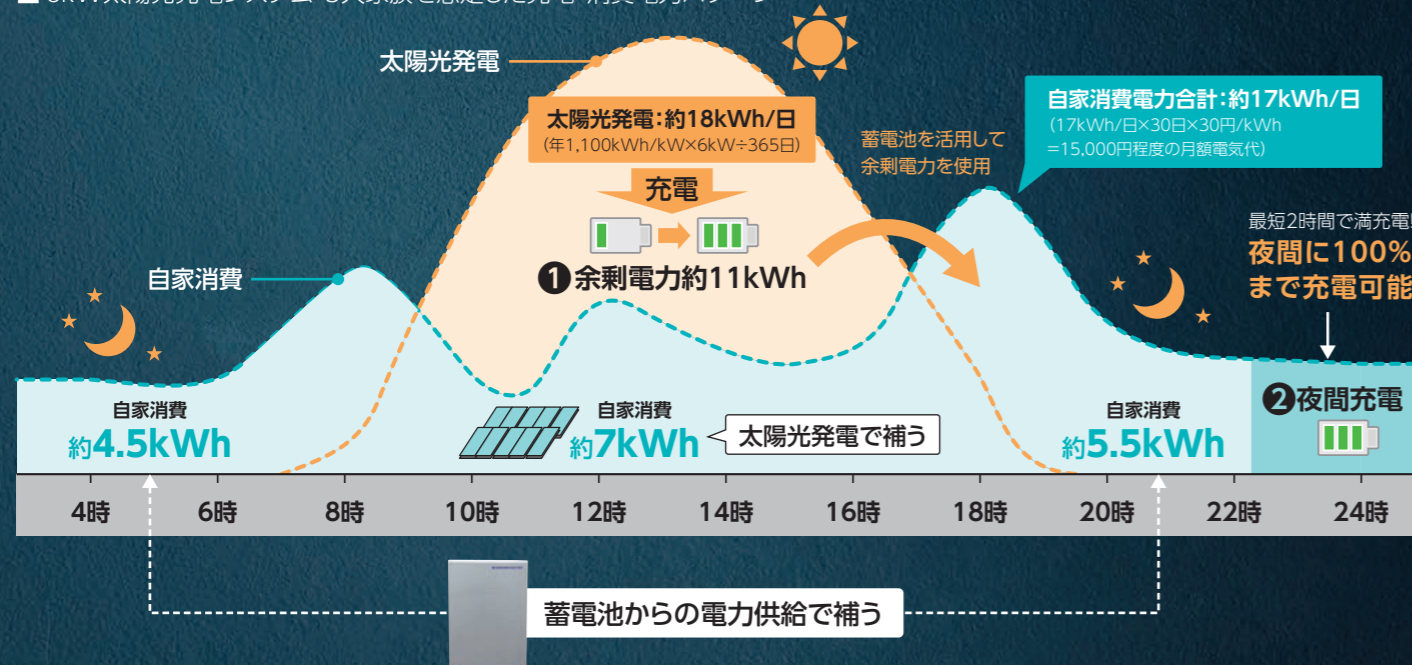 太陽光発電
太陽光発電：約18kWh/日
（年1,100kWh/kW×6kW÷365日）
充電
❶余剰電力約11kWh
蓄電池を活用して
余剰電力を使用
自家消費電力合計：約17kWh/日
（17kWh/日×30日×30円/kWh
＝15,000円程度の月額電気代）
自家消費
最短2時間で満充電
夜間に100%
まで充電可能
自家消費
約4.5kWh
自家消費
約7kWh
太陽光発電で補う
自家消費
約5.5kWh
❷夜間充電
4時 6時 8時 10時 12時 14時 16時 18時 20時 22時 24時
蓄電池からの電力供給で補う